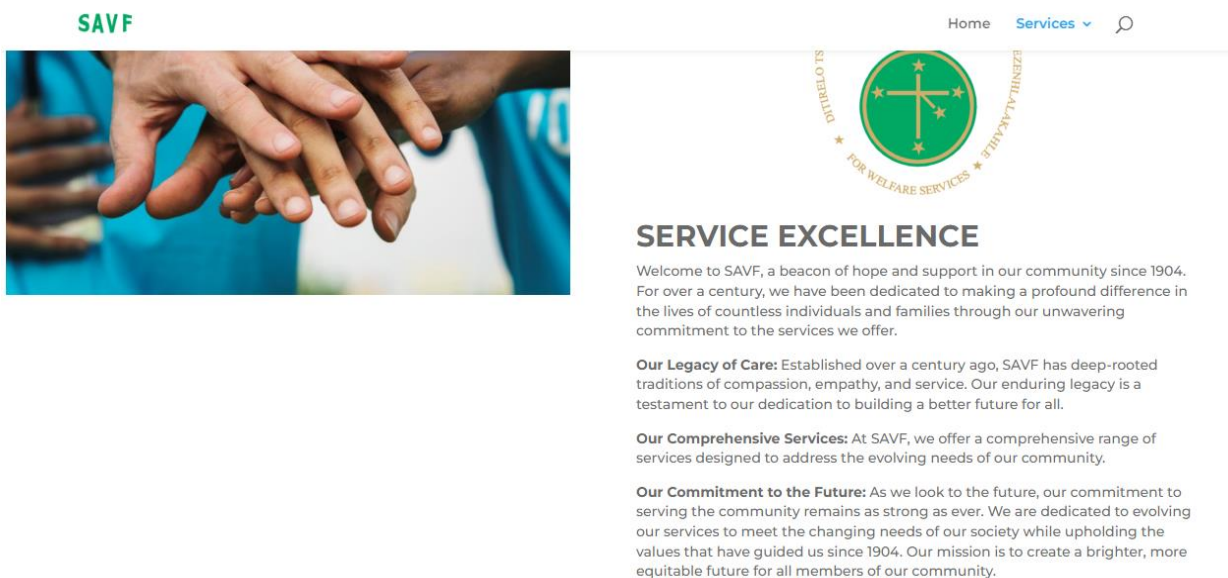 SAVF
Home Services
DITIRELO TS
EZENHLALAKAHLE
FOR WELFARE SERVICES
SERVICE EXCELLENCE
Welcome to SAVF, a beacon of hope and support in our community since 1904.
For over a century, we have been dedicated to making a profound difference in
the lives of countless individuals and families through our unwavering
commitment to the services we offer.
Our Legacy of Care: Established over a century ago, SAVF has deep-rooted
traditions of compassion, empathy, and service. Our enduring legacy is a
testament to our dedication to building a better future for all.
Our Comprehensive Services: At SAVF, we offer a comprehensive range of
services designed to address the evolving needs of our community.
Our Commitment to the Future: As we look to the future, our commitment to
serving the community remains as strong as ever. We are dedicated to evolving
our services to meet the changing needs of our society while upholding the
values that have guided us since 1904. Our mission is to create a brighter, more
equitable future for all members of our community.